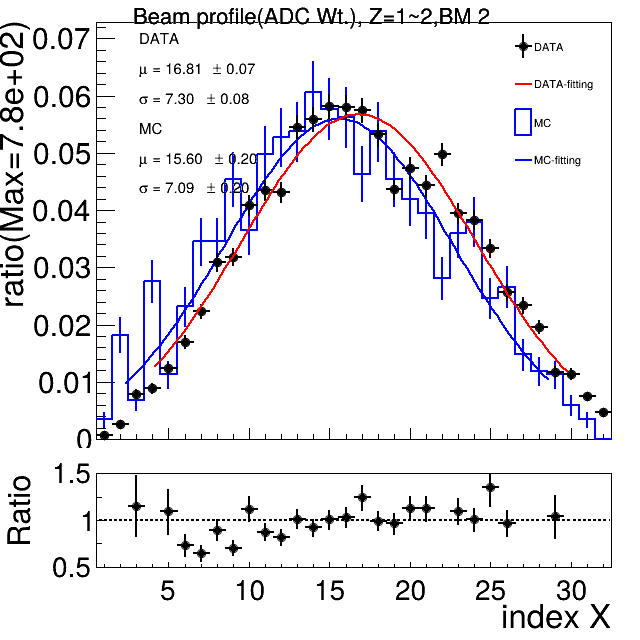 Beam profile(ADC Wt.), Z=1~2,BM 2
ratio(Max=7.8e+02)
0.07
0.06
0.05
0.04
0.03
0.02
0.01
0
DATA
μ = 16.81 ± 0.07
σ = 7.30 ± 0.08
MC
μ = 15.60 ± 0.20
σ = 7.09 ± 0.20
DATA
DATA-fitting
MC
MC-fitting
Ratio
1.5
1
0.5
5 10 15 20 25 30
index X